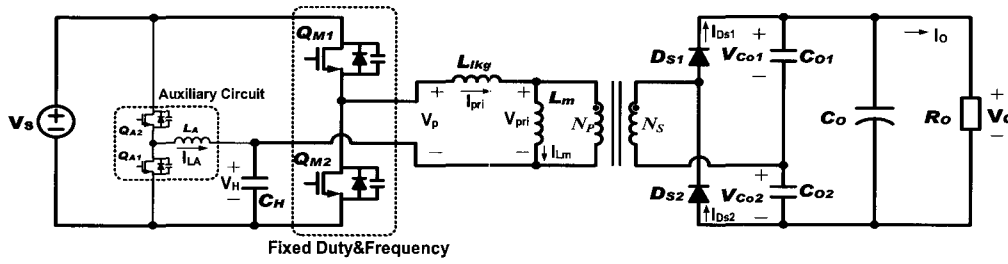 Vs
Auxiliary Circuit
QA2
QA1
LA
ILA
VH
+
−
CH
QM1
QM2
Fixed Duty&Frequency
+
Vp
−
Llkg
Ipri
+
Vpri
−
Lm
ILm
NP
NS
DS1
IDs1
DS2
IDs2
+
VCo1
−
CO1
+
VCo2
−
CO2
CO
Io
RO
+
Vo
−